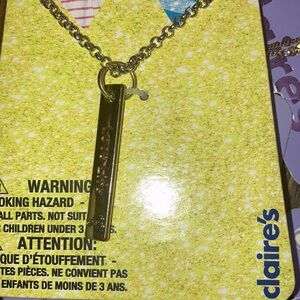 WARNING
OKING HAZARD -
ALL PARTS. NOT SUIT
CHILDREN UNDER 3
ATTENTION:
QUE D'ÉTOUFFEMENT -
TES PIÈCES. NE CONVIENT PAS
ENFANTS DE MOINS DE 3 ANS.
claire's